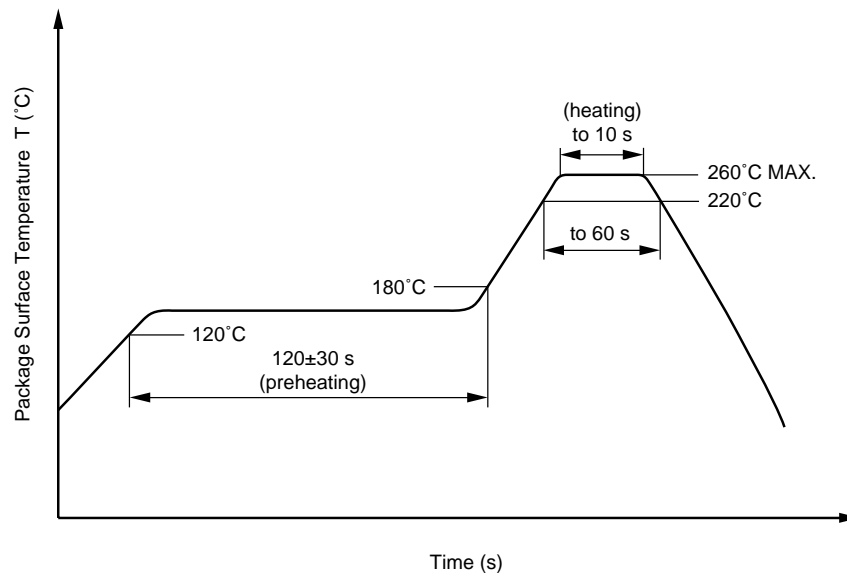 Package Surface Temperature T (˚C)
(heating)
to 10 s
260˚C MAX.
220˚C
to 60 s
180˚C
120˚C
120±30 s
(preheating)
Time (s)